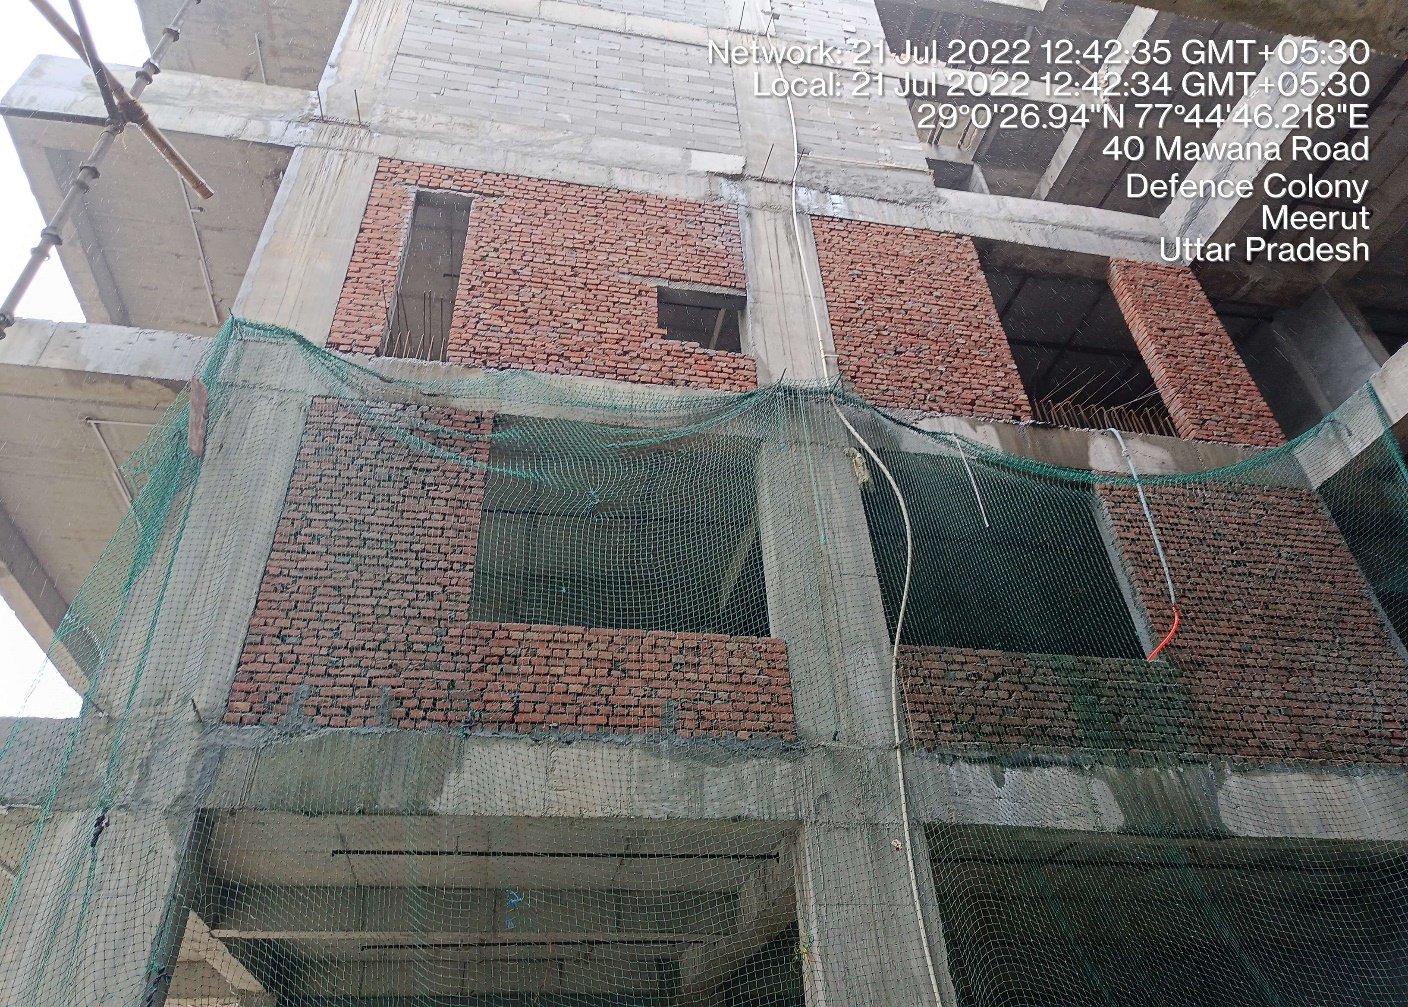 Network: 21 Jul 2022 12:42:35 GMT+05:30
Local: 21 Jul 2022 12:42:34 GMT+05:30
29°0'26.94"N 77°44'46.218"E
40 Mawana Road
Defence Colony
Meerut
Uttar Pradesh